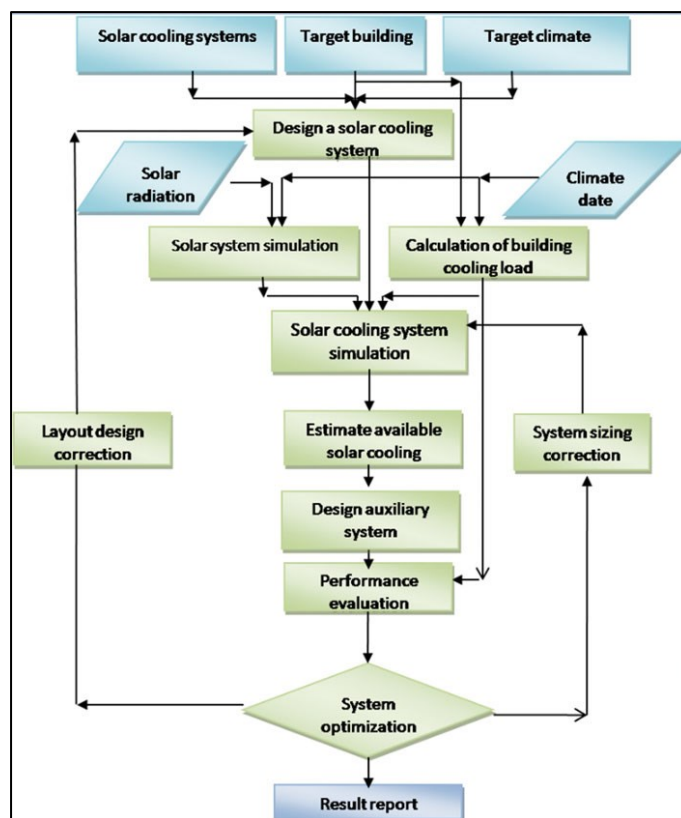 Solar cooling systems
Target building
Target climate
Design a solar cooling
system
Solar
radiation
Climate
date
Solar system simulation
Calculation of building
cooling load
Solar cooling system
simulation
Layout design
correction
Estimate available
solar cooling
System sizing
correction
Design auxiliary
system
Performance
evaluation
System
optimization
Result report